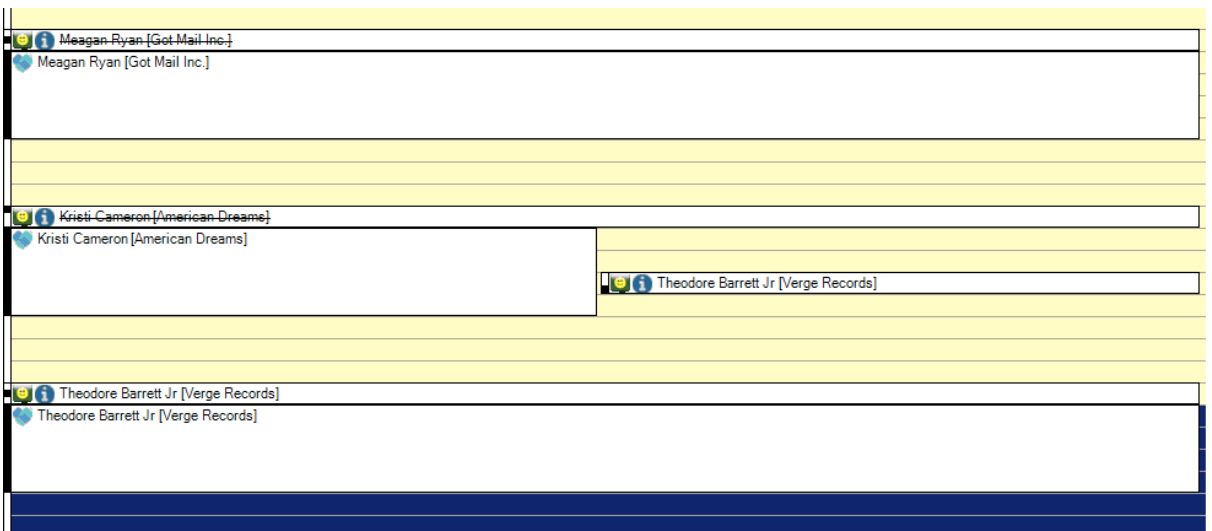 Meagan Ryan [Got Mail Inc.]
Meagan Ryan [Got Mail Inc.]
Kristi Cameron [American Dreams]
Kristi Cameron [American Dreams]
Theodore Barrett Jr [Verge Records]
Theodore Barrett Jr [Verge Records]
Theodore Barrett Jr [Verge Records]